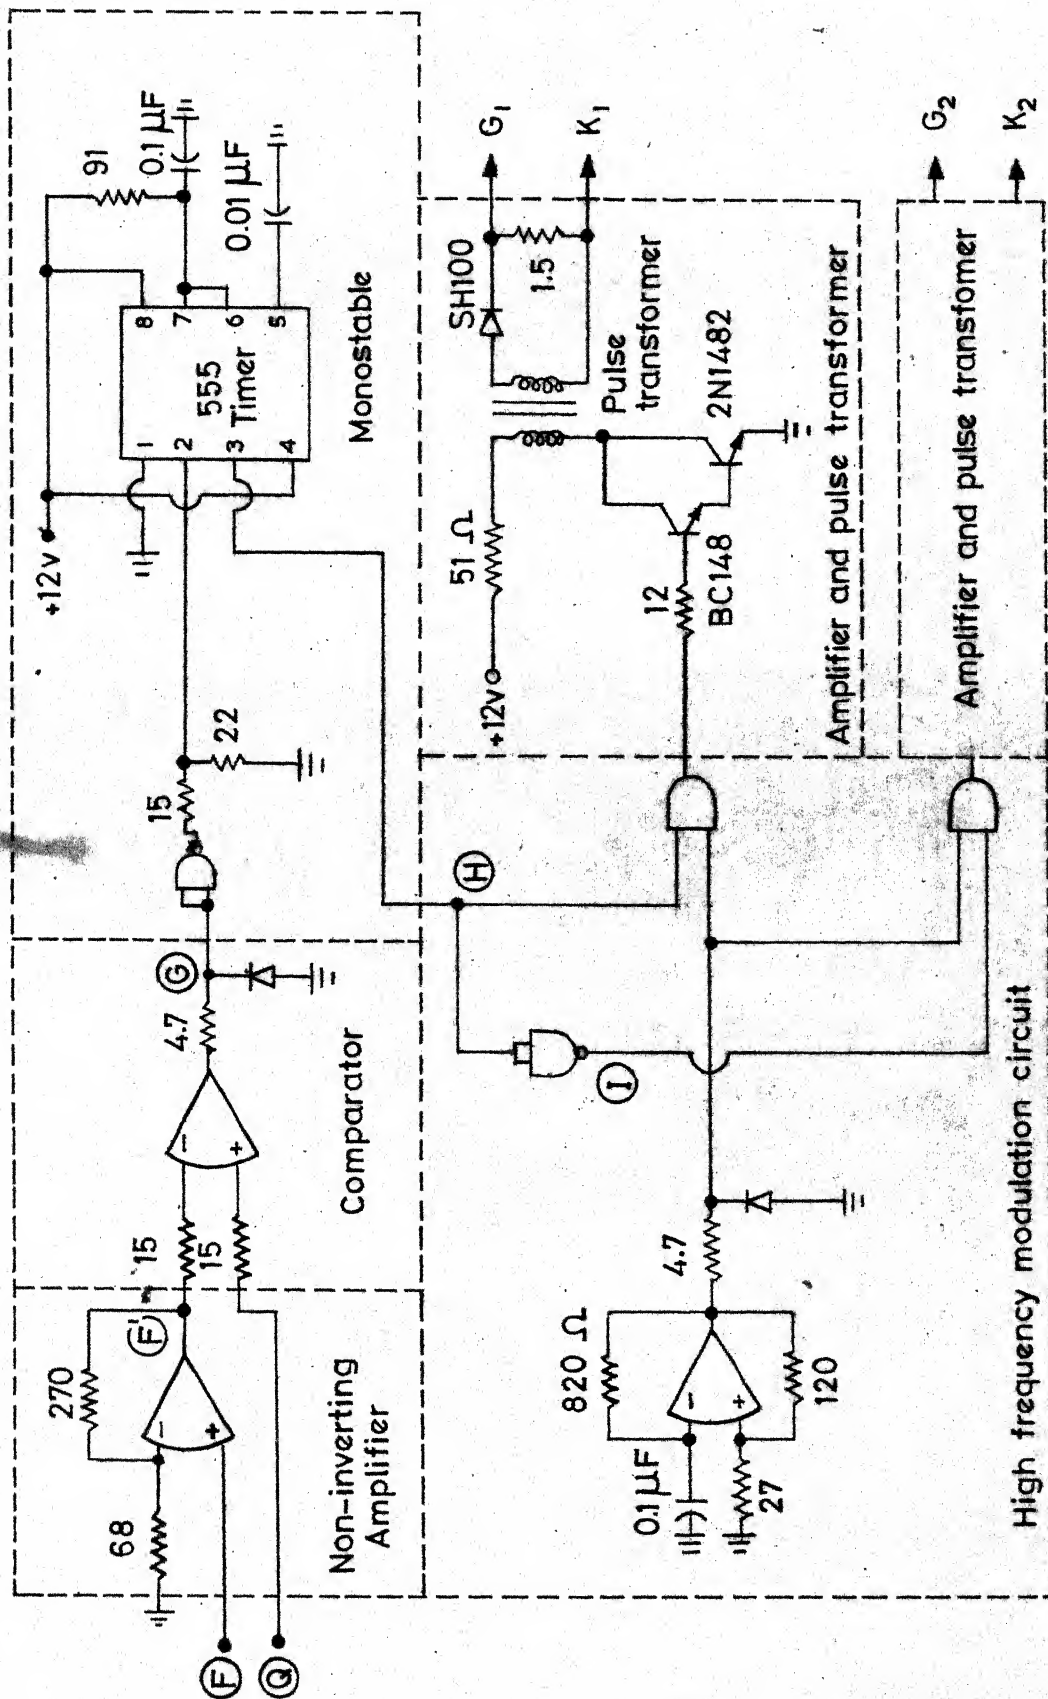 F
Q
68
270
F'
Non-inverting
Amplifier
-
+
15
15
-
+
4.7
G
Comparator
15
22
+12v
1
2
3
4
555
Timer
8
7
6
5
91
0.1 μF
0.01 μF
Monostable
H
I
0.1 μF
27
820 Ω
120
-
+
4.7
High frequency modulation circuit
+12v
51 Ω
12
BC148
2N1482
Pulse
transformer
SH100
1.5
G1
K1
Amplifier and pulse transformer
Amplifier and pulse transfomer
G2
K2